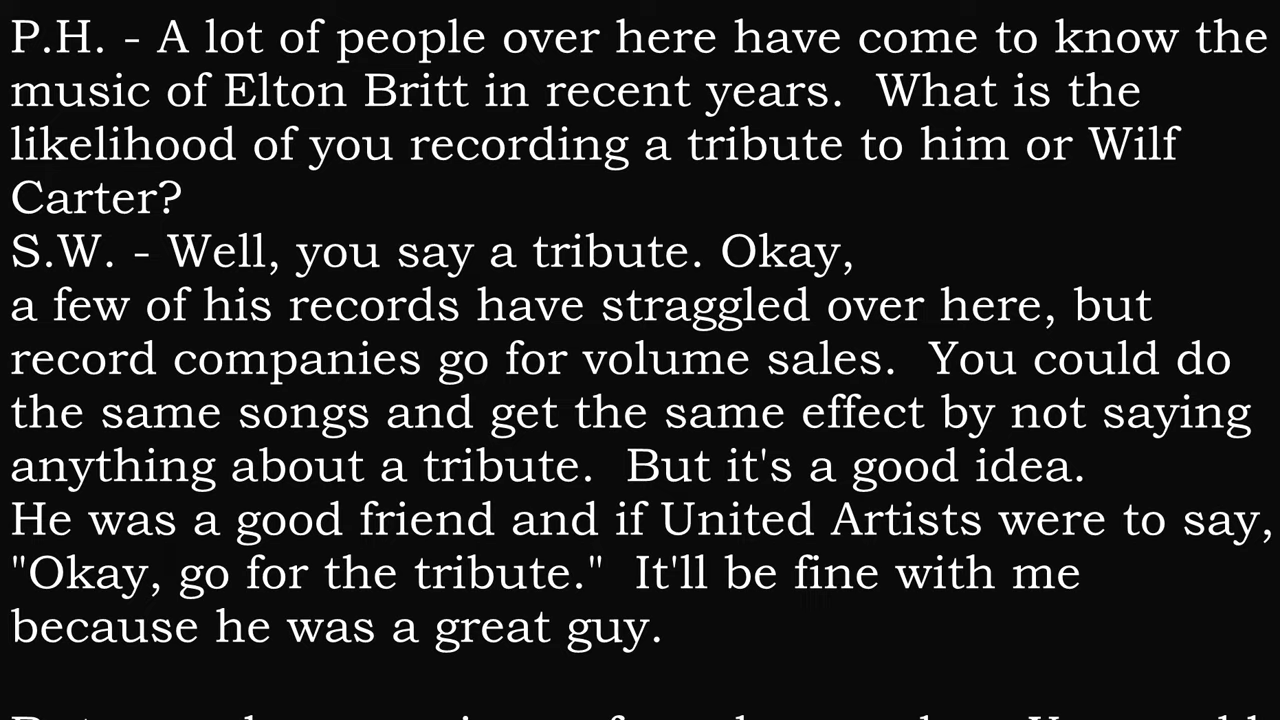 P.H. - A lot of people over here have come to know the
music of Elton Britt in recent years.  What is the
likelihood of you recording a tribute to him or Wilf
Carter?
S.W. - Well, you say a tribute. Okay,
a few of his records have straggled over here, but
record companies go for volume sales.  You could do
the same songs and get the same effect by not saying
anything about a tribute.  But it's a good idea.
He was a good friend and if United Artists were to say,
"Okay, go for the tribute."  It'll be fine with me
because he was a great guy.